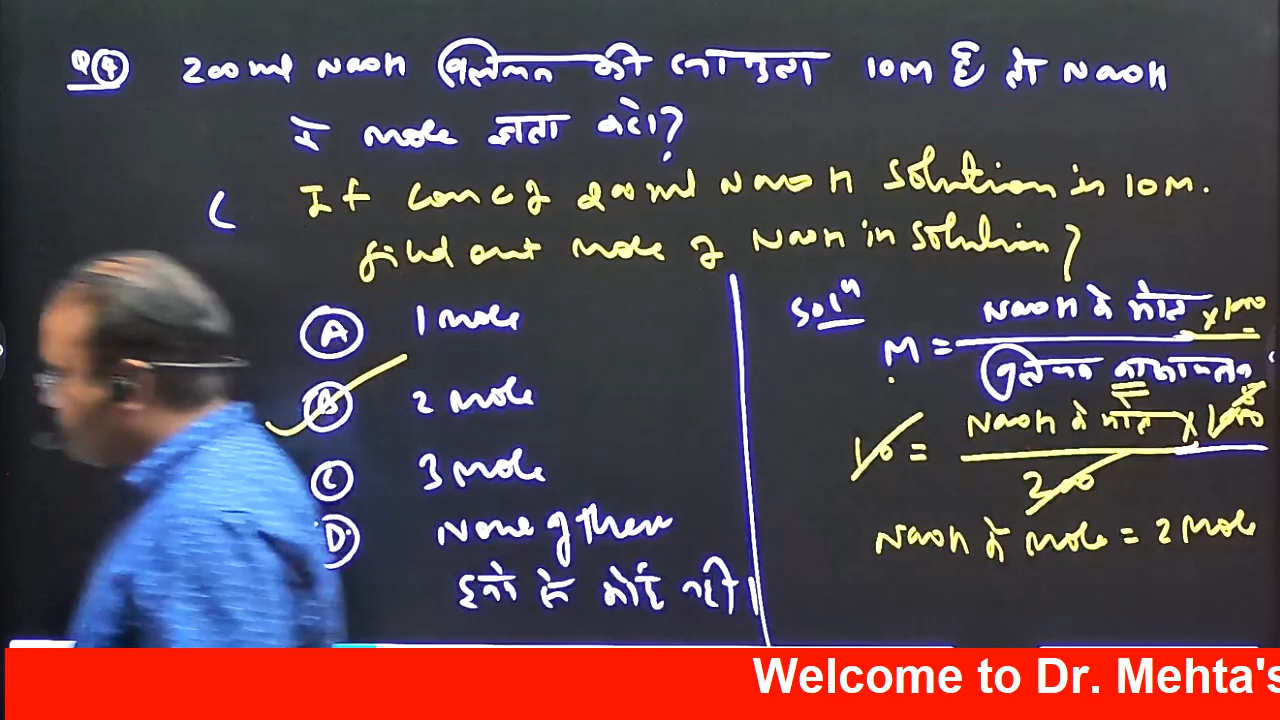 Q④ 200ml NaOH विलयन की सान्द्रता 10M है तो NaOH
के mole ज्ञात करो?
( If conc of 200ml NaOH Solution is 10M.
find out mole of NaOH in solution?
Ⓐ 1 mole
Ⓑ 2 mole
Ⓒ 3 mole
Ⓓ None of these
इनमे से कोई नहीं।
Solⁿ
M = NaOH के मोल × 1000
विलयन का आयतन
10 = NaOH के मोल × 1000
200
NaOH के mole = 2 mole
Welcome to Dr. Mehta's